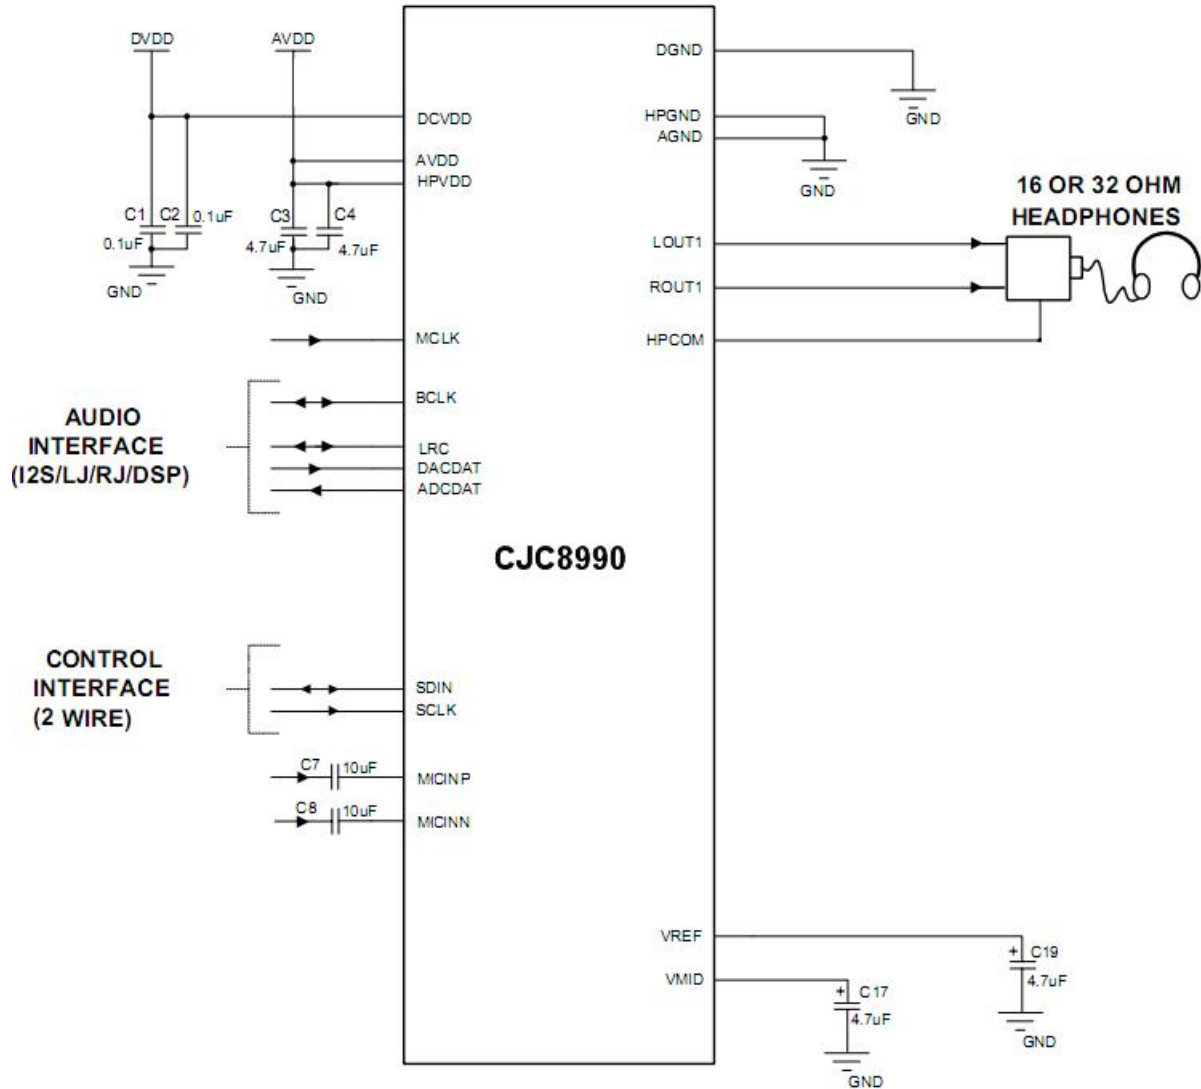 DVDD
AVDD
DCVDD
AVDD
HPVDD
C1
C2
0.1uF
0.1uF
C3
C4
4.7uF
4.7uF
GND
GND
MCLK
AUDIO
INTERFACE
(I2S/LJ/RJ/DSP)
BCLK
LRC
DACDAT
ADCDAT
CJC8990
CONTROL
INTERFACE
(2 WIRE)
SDIN
SCLK
C7
10uF
MICINP
C8
10uF
MICINN
DGND
GND
HPGND
AGND
GND
16 OR 32 OHM
HEADPHONES
LOUT1
ROUT1
HPCOM
VREF
+
C19
4.7uF
GND
VMID
+
C17
4.7uF
GND